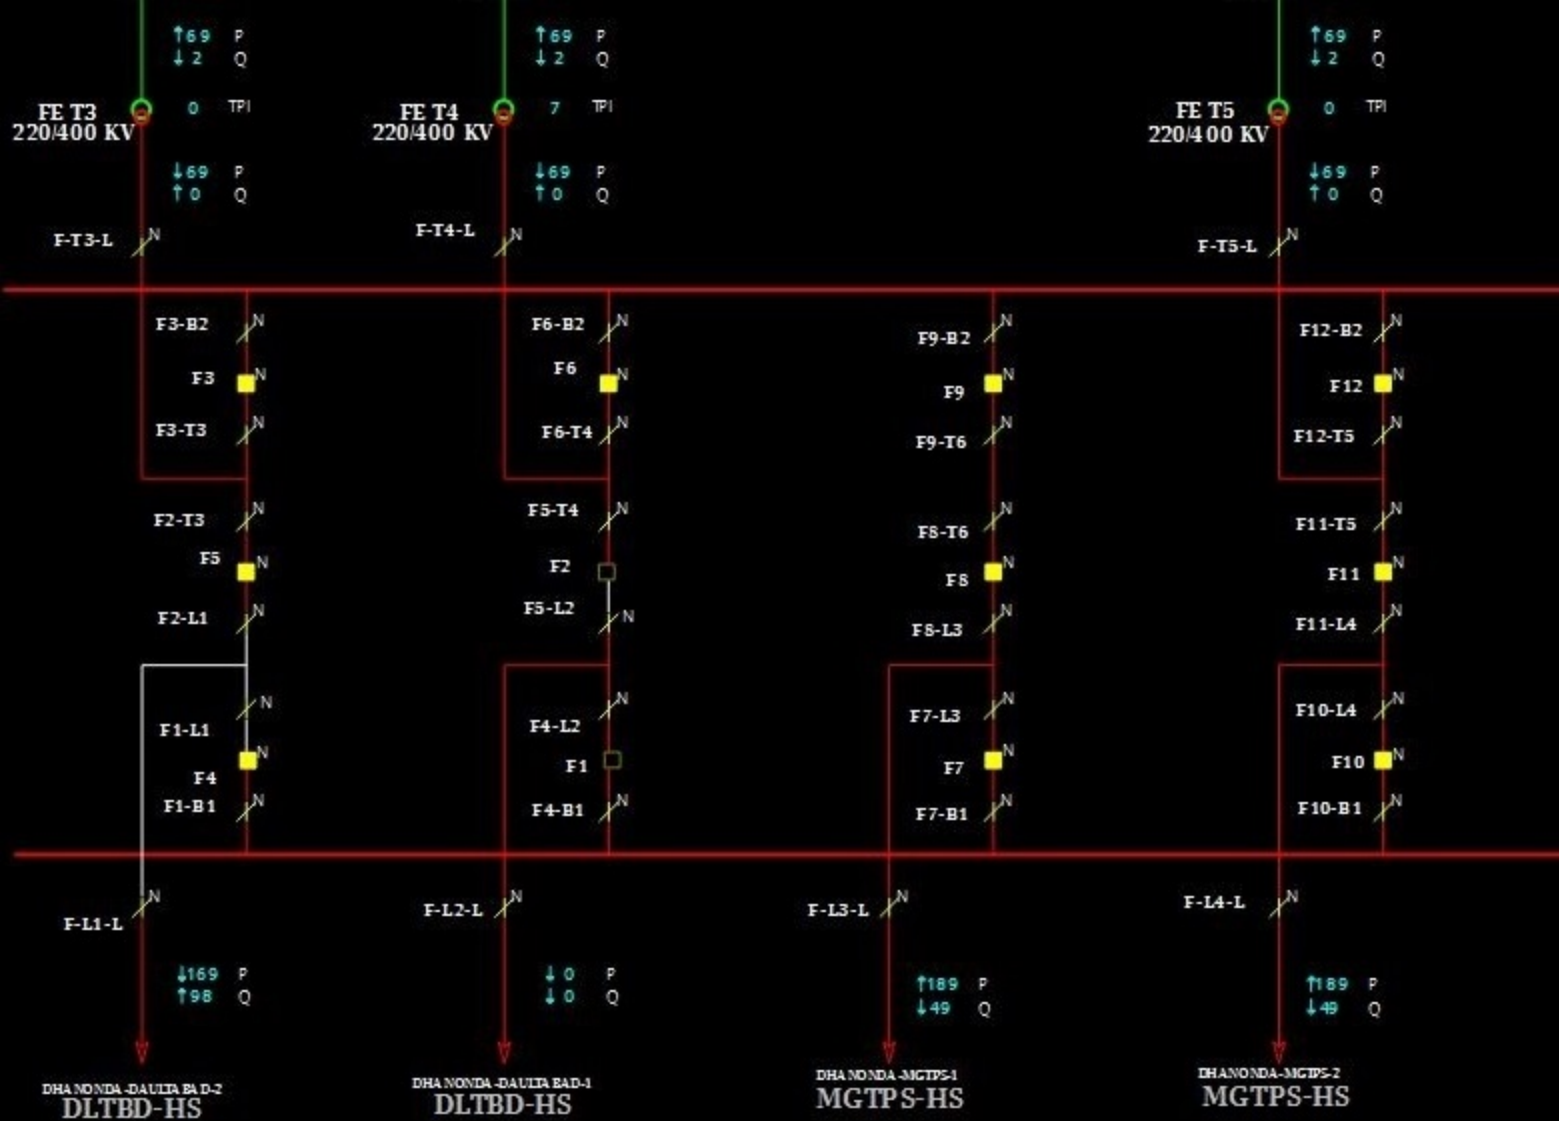 ↑69 P
↓2 Q
FE T3 0 TPI
220/400 KV
↓69 P
↑0 Q
F-T3-L N
↑69 P
↓2 Q
FE T4 7 TPI
220/400 KV
↓69 P
↑0 Q
F-T4-L N
↑69 P
↓2 Q
FE T5 0 TPI
220/400 KV
↓69 P
↑0 Q
F-T5-L N
F3-B2 N
F3 N
F3-T3 N
F2-T3 N
F5 N
F2-L1 N
F1-L1 N
F4 N
F1-B1 N
F-L1-L N
↓169 P
↑98 Q
DHANONDA-DAULTABAD-2
DLTBD-HS
F6-B2 N
F6 N
F6-T4 N
F5-T4 N
F2
F5-L2 N
F4-L2 N
F1
F4-B1 N
F-L2-L N
↓0 P
↓0 Q
DHANONDA-DAULTABAD-1
DLTBD-HS
F9-B2 N
F9 N
F9-T6 N
F8-T6 N
F8 N
F8-L3 N
F7-L3 N
F7 N
F7-B1 N
F-L3-L N
↑189 P
↓49 Q
DHANONDA-MGTPS-1
MGTPS-HS
F12-B2 N
F12 N
F12-T5 N
F11-T5 N
F11 N
F11-L4 N
F10-L4 N
F10 N
F10-B1 N
F-L4-L N
↑189 P
↓49 Q
DHANONDA-MGTPS-2
MGTPS-HS